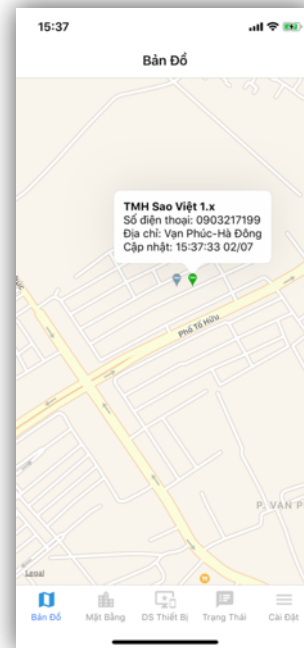 15:37
Bản Đồ
TMH Sao Việt 1.x
Số điện thoại: 0903217199
Địa chỉ: Vạn Phúc-Hà Đông
Cập nhật: 15:37:33 02/07
Phố Tố Hữu
P. VẠN P
Legal
Bản Đồ
Mặt Bằng
DS Thiết Bị
Trạng Thái
Cài Đặt